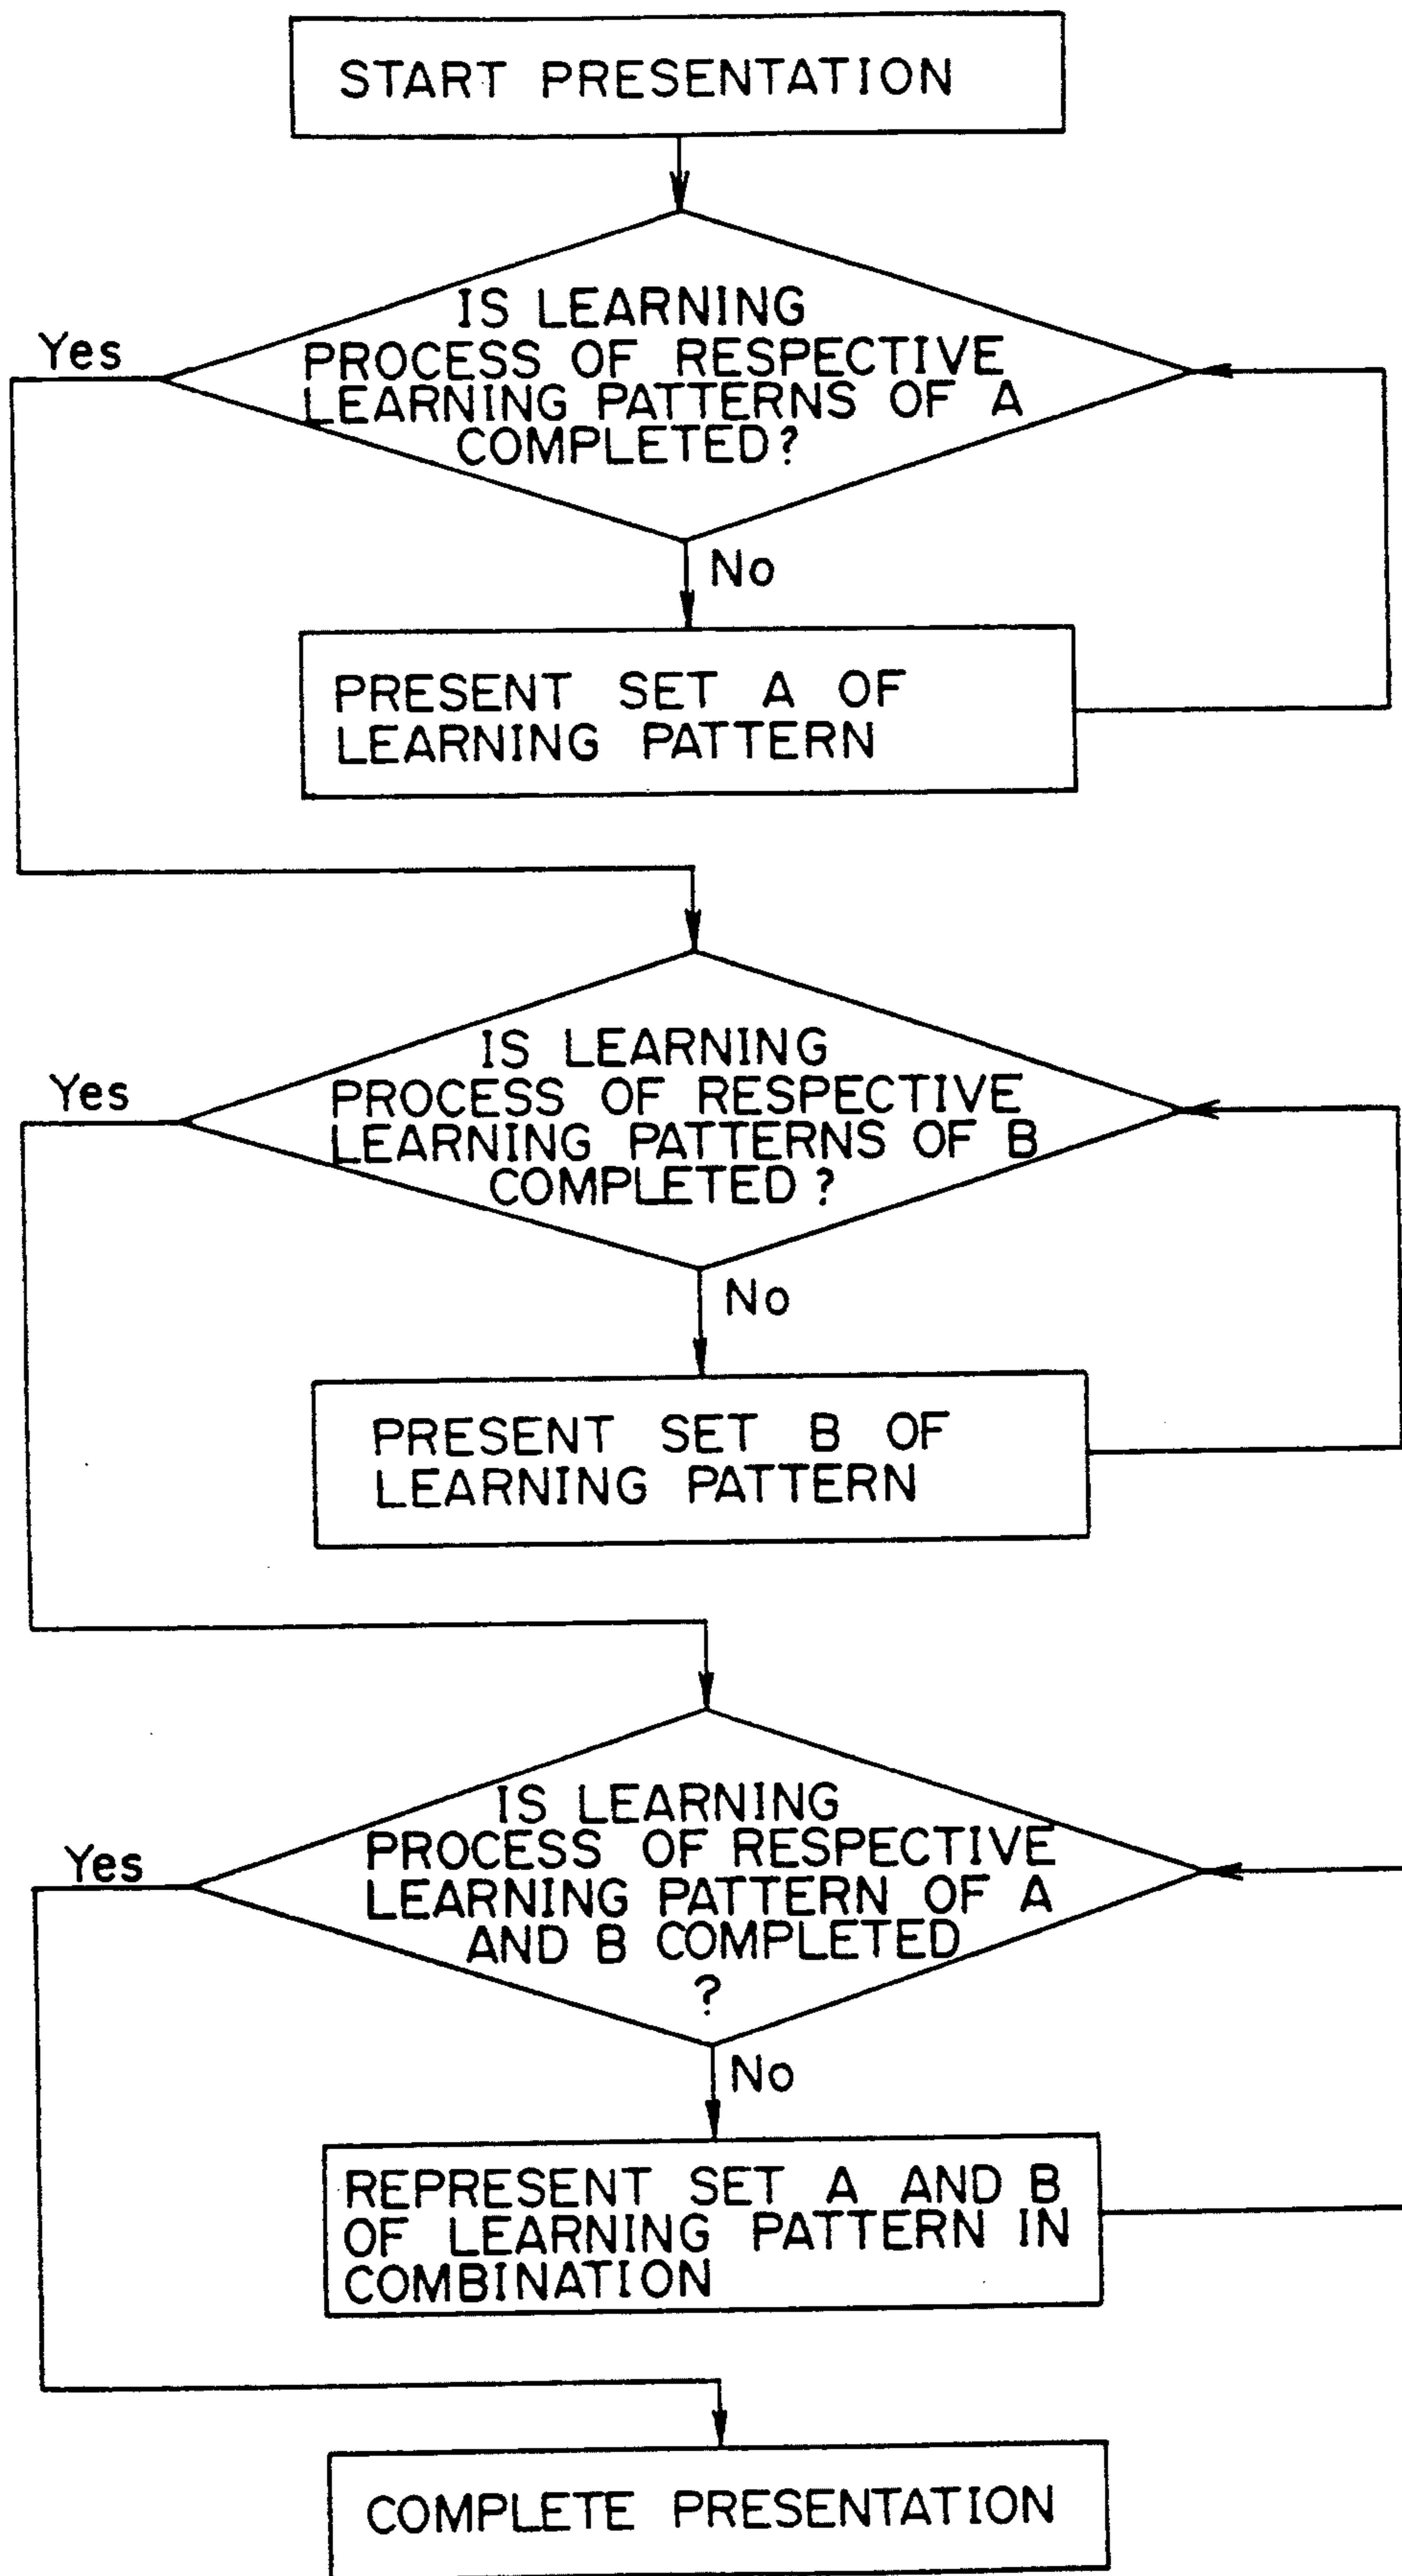 START PRESENTATION
IS LEARNING
PROCESS OF RESPECTIVE
LEARNING PATTERNS OF A
COMPLETED?
Yes
No
PRESENT SET A OF
LEARNING PATTERN
IS LEARNING
PROCESS OF RESPECTIVE
LEARNING PATTERNS OF B
COMPLETED?
Yes
No
PRESENT SET B OF
LEARNING PATTERN
IS LEARNING
PROCESS OF RESPECTIVE
LEARNING PATTERN OF A
AND B COMPLETED
?
Yes
No
REPRESENT SET A AND B
OF LEARNING PATTERN IN
COMBINATION
COMPLETE PRESENTATION